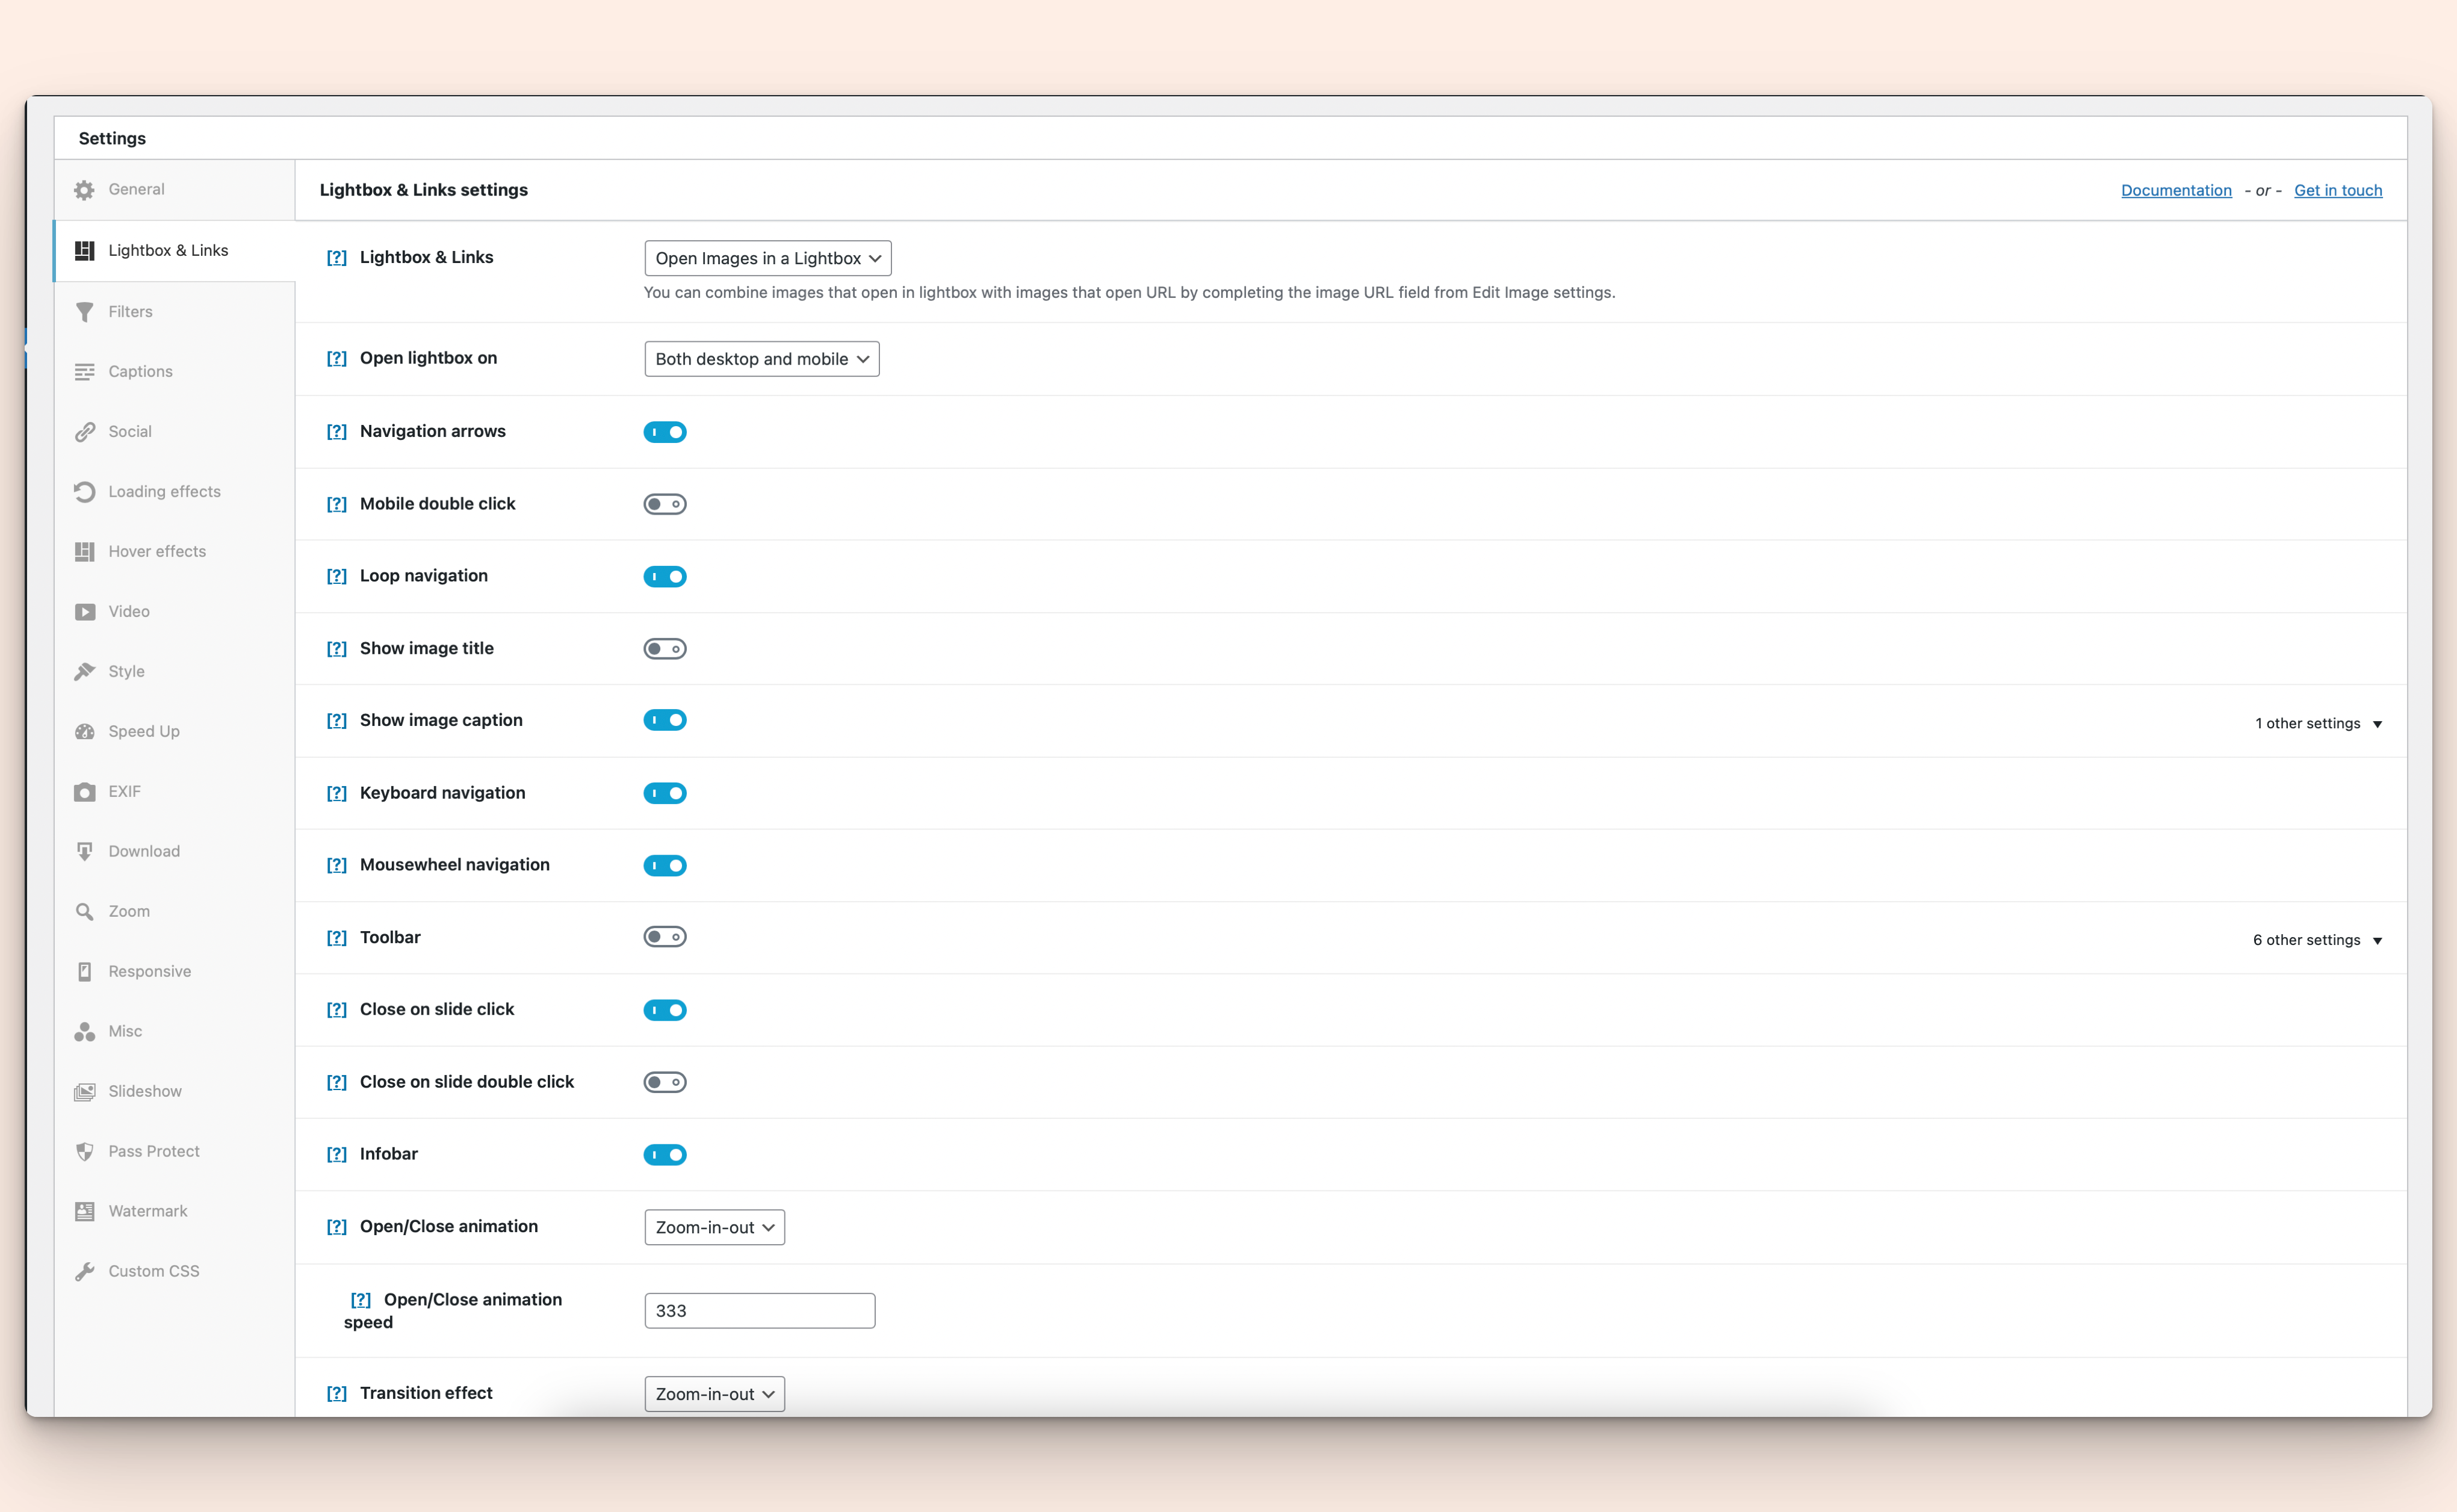 Settings
General
Lightbox & Links
Filters
Captions
Social
Loading effects
Hover effects
Video
Style
Speed Up
EXIF
Download
Zoom
Responsive
Misc
Slideshow
Pass Protect
Watermark
Custom CSS
Lightbox & Links settings
Documentation - or - Get in touch
[?] Lightbox & Links Open Images in a Lightbox
You can combine images that open in lightbox with images that open URL by completing the image URL field from Edit Image settings.
[?] Open lightbox on Both desktop and mobile
[?] Navigation arrows
[?] Mobile double click
[?] Loop navigation
[?] Show image title
[?] Show image caption 1 other settings
[?] Keyboard navigation
[?] Mousewheel navigation
[?] Toolbar 6 other settings
[?] Close on slide click
[?] Close on slide double click
[?] Infobar
[?] Open/Close animation Zoom-in-out
[?] Open/Close animation
speed 333
[?] Transition effect Zoom-in-out